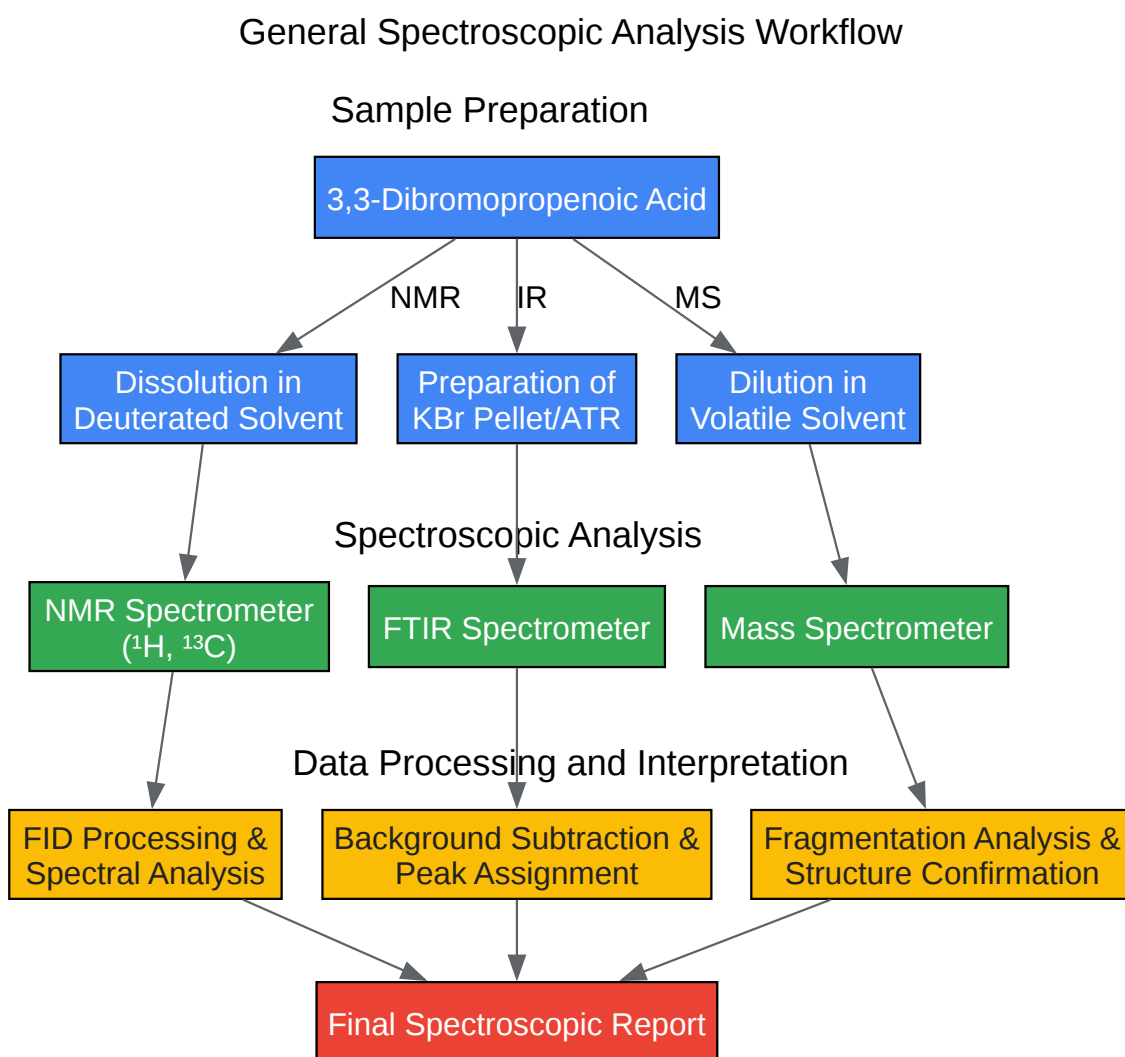 General Spectroscopic Analysis Workflow
Sample Preparation
3,3-Dibromopropenoic Acid
NMR
IR
MS
Dissolution in
Deuterated Solvent
Preparation of
KBr Pellet/ATR
Dilution in
Volatile Solvent
Spectroscopic Analysis
NMR Spectrometer
(¹H, ¹³C)
FTIR Spectrometer
Mass Spectrometer
Data Processing and Interpretation
FID Processing &
Spectral Analysis
Background Subtraction &
Peak Assignment
Fragmentation Analysis &
Structure Confirmation
Final Spectroscopic Report